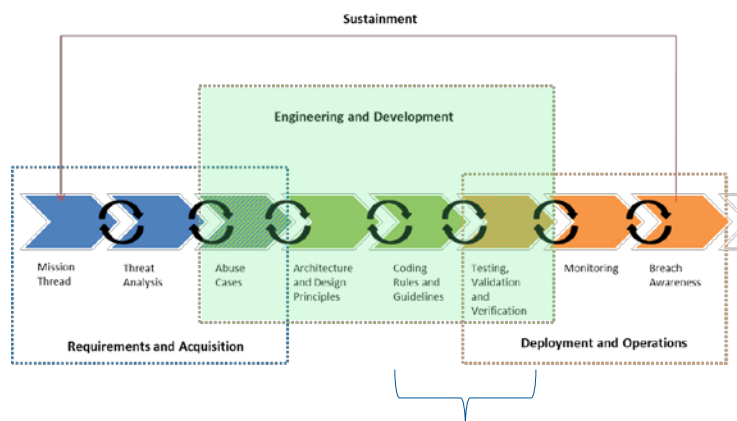 Sustainment
Engineering and Development
Mission
Thread
Threat
Analysis
Abuse
Cases
Architecture
and Design
Principles
Coding
Rules and
Guidelines
Testing,
Validation
and
Verification
Monitoring
Breach
Awareness
Requirements and Acquisition
Deployment and Operations